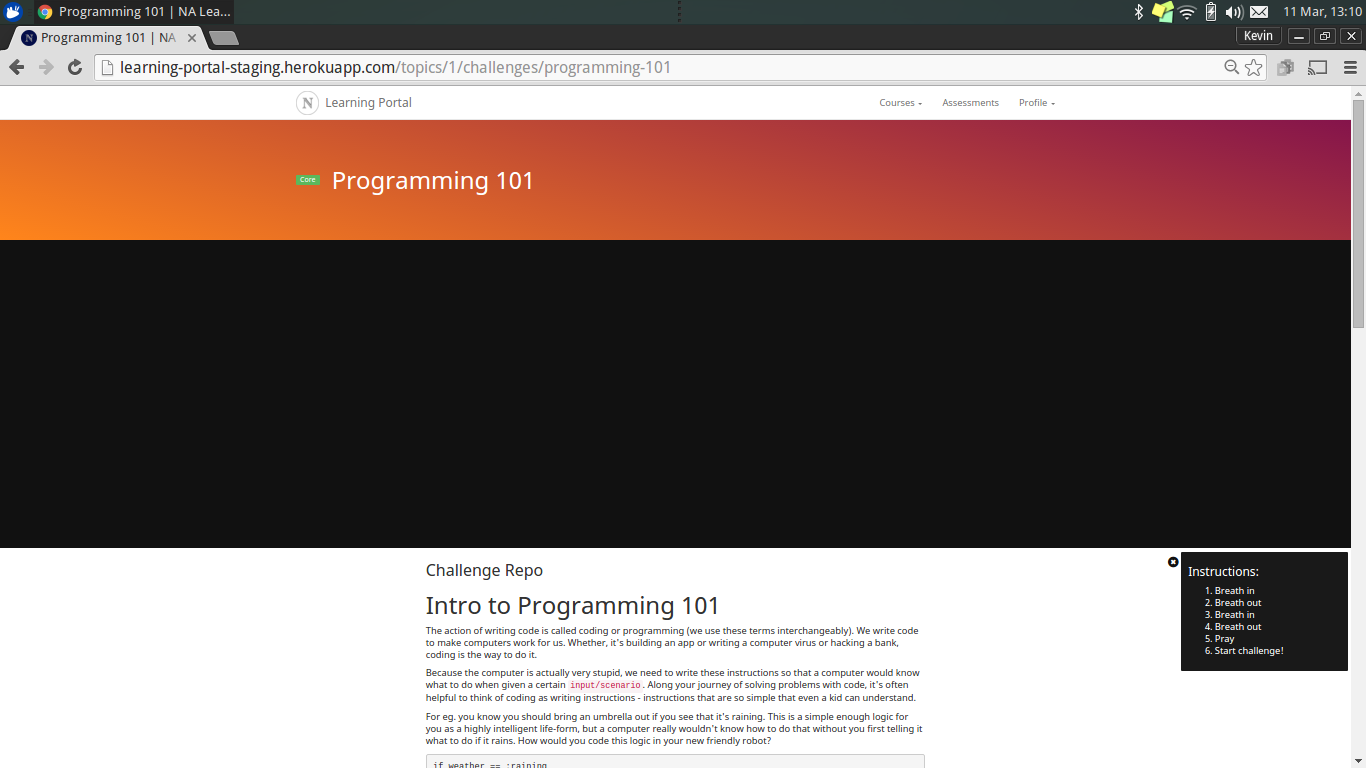 Programming 101 | NA Lea...
11 Mar, 13:10
Programming 101 | NA
Kevin
learning-portal-staging.herokuapp.com/topics/1/challenges/programming-101
N Learning Portal
Courses
Assessments
Profile
Core
Programming 101
Challenge Repo
Intro to Programming 101
The action of writing code is called coding or programming (we use these terms interchangeably). We write code
to make computers work for us. Whether, it's building an app or writing a computer virus or hacking a bank,
coding is the way to do it.
Because the computer is actually very stupid, we need to write these instructions so that a computer would know
what to do when given a certain input/scenario. Along your journey of solving problems with code, it's often
helpful to think of coding as writing instructions - instructions that are so simple that even a kid can understand.
For eg. you know you should bring an umbrella out if you see that it's raining. This is a simple enough logic for
you as a highly intelligent life-form, but a computer really wouldn't know how to do that without you first telling it
what to do if it rains. How would you code this logic in your new friendly robot?
if weather == :raining
Instructions:
1. Breath in
2. Breath out
3. Breath in
4. Breath out
5. Pray
6. Start challenge!